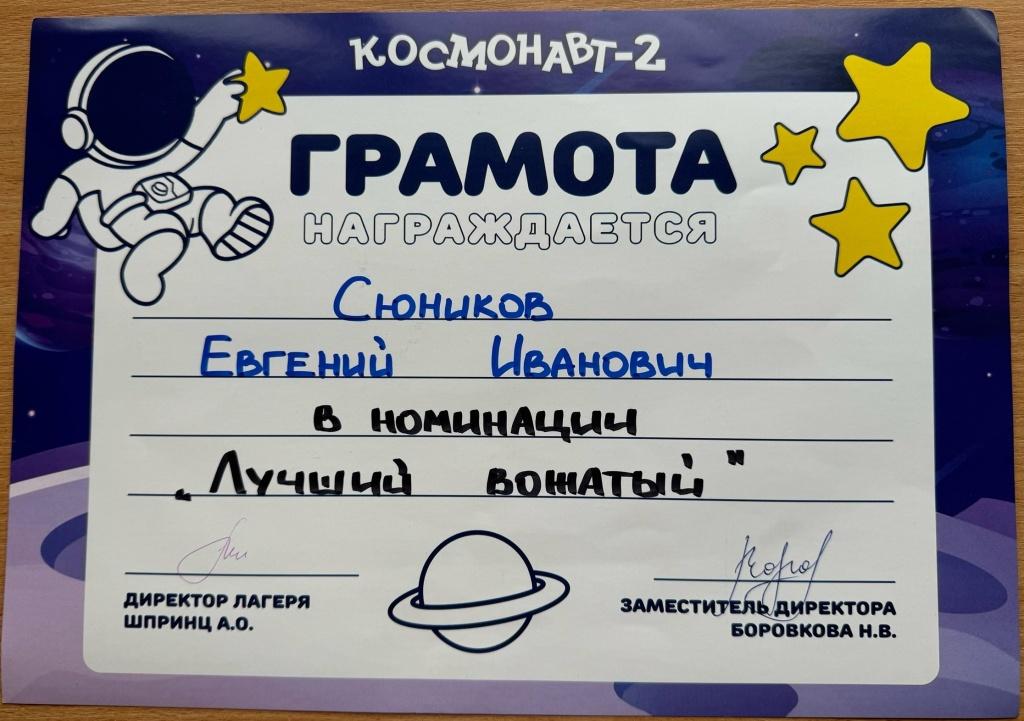 КОСМОНАВТ-2
ГРАМОТА
НАГРАЖДАЕТСЯ
Сюников
Евгений Иванович
в номинации
„Лучший вожатый"
ДИРЕКТОР ЛАГЕРЯ
ШПРИНЦ А.О.
ЗАМЕСТИТЕЛЬ ДИРЕКТОРА
БОРОВКОВА Н.В.